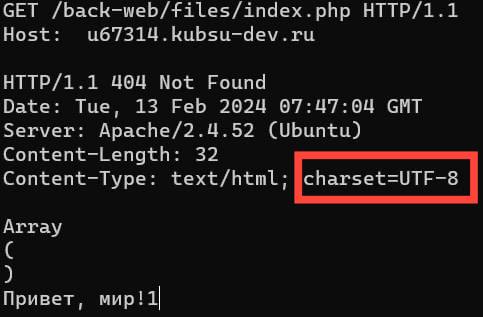 GET /back-web/files/index.php HTTP/1.1
Host:  u67314.kubsu-dev.ru
HTTP/1.1 404 Not Found
Date: Tue, 13 Feb 2024 07:47:04 GMT
Server: Apache/2.4.52 (Ubuntu)
Content-Length: 32
Content-Type: text/html; charset=UTF-8
Array
(
)
Привет, мир!1